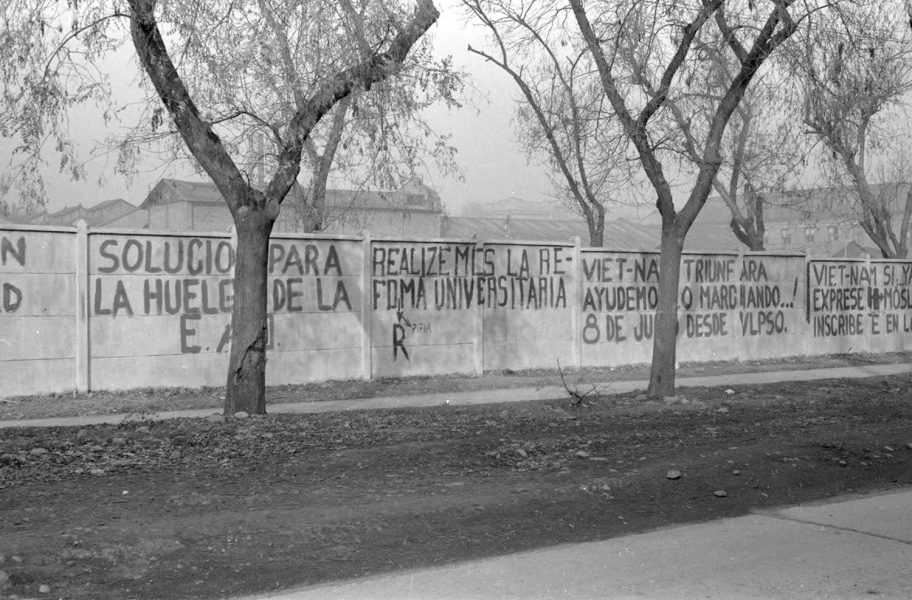 N
SOLUCION PARA
LA HUELGA DE LA
E.A.O.
REALIZEMOS LA RE-
FOMA UNIVERSITARIA
R
VIET-NAM TRIUNFARA
AYUDEMOSLO MARCHANDO...!
8 DE JULIO DESDE VLPSO.
VIET-NAM SI, YA
EXPRESE
INSCRIBE EN